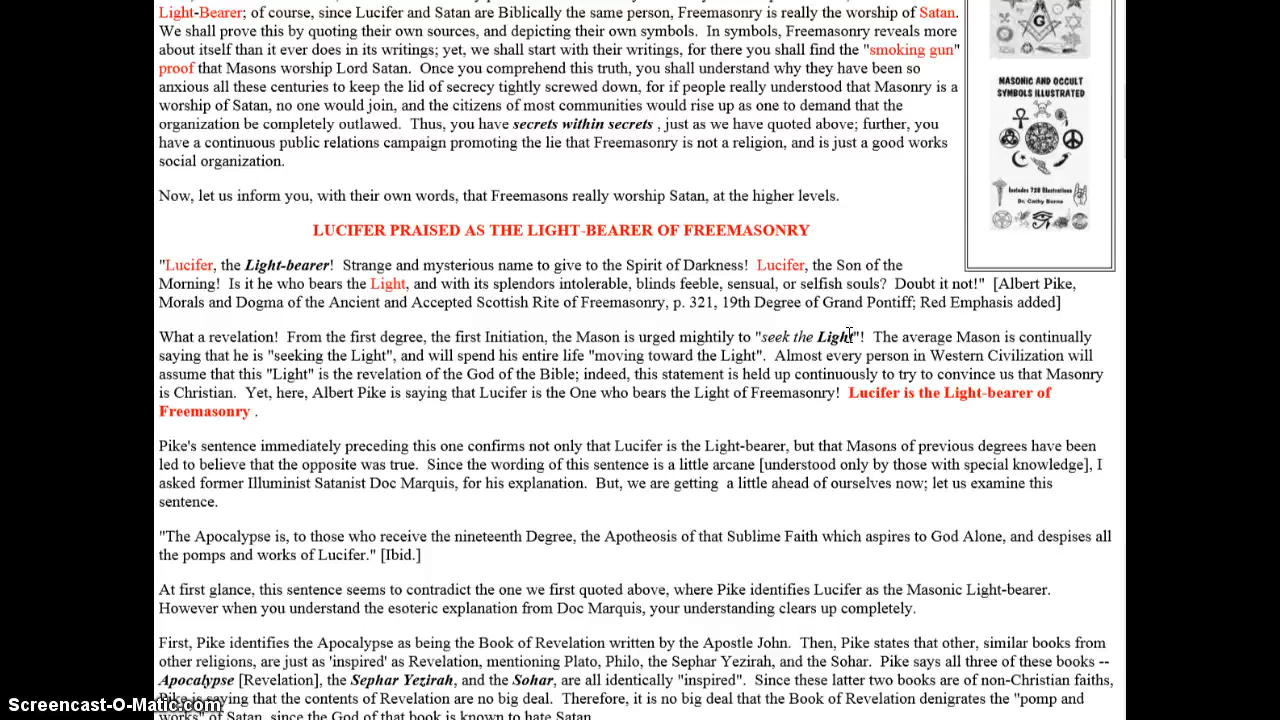 Light-Bearer; of course, since Lucifer and Satan are Biblically the same person, Freemasonry is really the worship of Satan.
We shall prove this by quoting their own sources, and depicting their own symbols.  In symbols, Freemasonry reveals more
about itself than it ever does in its writings; yet, we shall start with their writings, for there you shall find the "smoking gun"
proof that Masons worship Lord Satan.  Once you comprehend this truth, you shall understand why they have been so
anxious all these centuries to keep the lid of secrecy tightly screwed down, for if people really understood that Masonry is a
worship of Satan, no one would join, and the citizens of most communities would rise up as one to demand that the
organization be completely outlawed.  Thus, you have secrets within secrets , just as we have quoted above; further, you
have a continuous public relations campaign promoting the lie that Freemasonry is not a religion, and is just a good works
social organization.
Now, let us inform you, with their own words, that Freemasons really worship Satan, at the higher levels.
LUCIFER PRAISED AS THE LIGHT-BEARER OF FREEMASONRY
"Lucifer, the Light-bearer!  Strange and mysterious name to give to the Spirit of Darkness!  Lucifer, the Son of the
Morning!  Is it he who bears the Light, and with its splendors intolerable, blinds feeble, sensual, or selfish souls?  Doubt it not!"  [Albert Pike,
Morals and Dogma of the Ancient and Accepted Scottish Rite of Freemasonry, p. 321, 19th Degree of Grand Pontiff; Red Emphasis added]
What a revelation!  From the first degree, the first Initiation, the Mason is urged mightily to "seek the Light"!  The average Mason is continually
saying that he is "seeking the Light", and will spend his entire life "moving toward the Light".  Almost every person in Western Civilization will
assume that this "Light" is the revelation of the God of the Bible; indeed, this statement is held up continuously to try to convince us that Masonry
is Christian.  Yet, here, Albert Pike is saying that Lucifer is the One who bears the Light of Freemasonry!  Lucifer is the Light-bearer of
Freemasonry .
Pike's sentence immediately preceding this one confirms not only that Lucifer is the Light-bearer, but that Masons of previous degrees have been
led to believe that the opposite was true.  Since the wording of this sentence is a little arcane [understood only by those with special knowledge], I
asked former Illuminist Satanist Doc Marquis, for his explanation.  But, we are getting  a little ahead of ourselves now; let us examine this
sentence.
"The Apocalypse is, to those who receive the nineteenth Degree, the Apotheosis of that Sublime Faith which aspires to God Alone, and despises all
the pomps and works of Lucifer." [Ibid.]
At first glance, this sentence seems to contradict the one we first quoted above, where Pike identifies Lucifer as the Masonic Light-bearer.
However when you understand the esoteric explanation from Doc Marquis, your understanding clears up completely.
First, Pike identifies the Apocalypse as being the Book of Revelation written by the Apostle John.  Then, Pike states that other, similar books from
other religions, are just as 'inspired' as Revelation, mentioning Plato, Philo, the Sephar Yezirah, and the Sohar.  Pike says all three of these books --
Apocalypse [Revelation], the Sephar Yezirah, and the Sohar, are all identically "inspired".  Since these latter two books are of non-Christian faiths,
Pike is saying that the contents of Revelation are no big deal.  Therefore, it is no big deal that the Book of Revelation denigrates the "pomp and
works" of Satan, since the God of that book is known to hate Satan.
G
MASONIC AND OCCULT
SYMBOLS ILLUSTRATED
Includes 728 Illustrations
Dr. Cathy Burns
Screencast-O-Matic.com